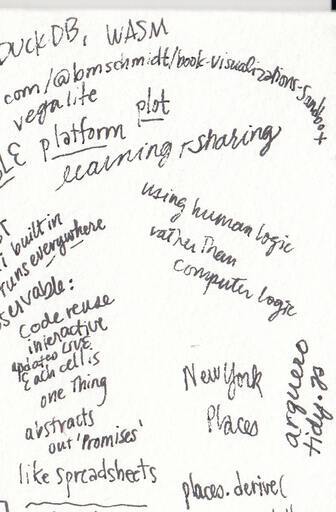 DUCKDB, WASM
com/@bmschmidt/book-visualizations-sandbox
vegalite
plot
LE platform
learning + sharing
using human logic
rather than
computer logic
ST
i built in
runs everywhere
servable:
Code reuse
interactive
updated LIVE
Each cell is
one thing
abstracts
out 'Promises'
like spreadsheets
New York
Places
places.derive(
arquero
tidy.js